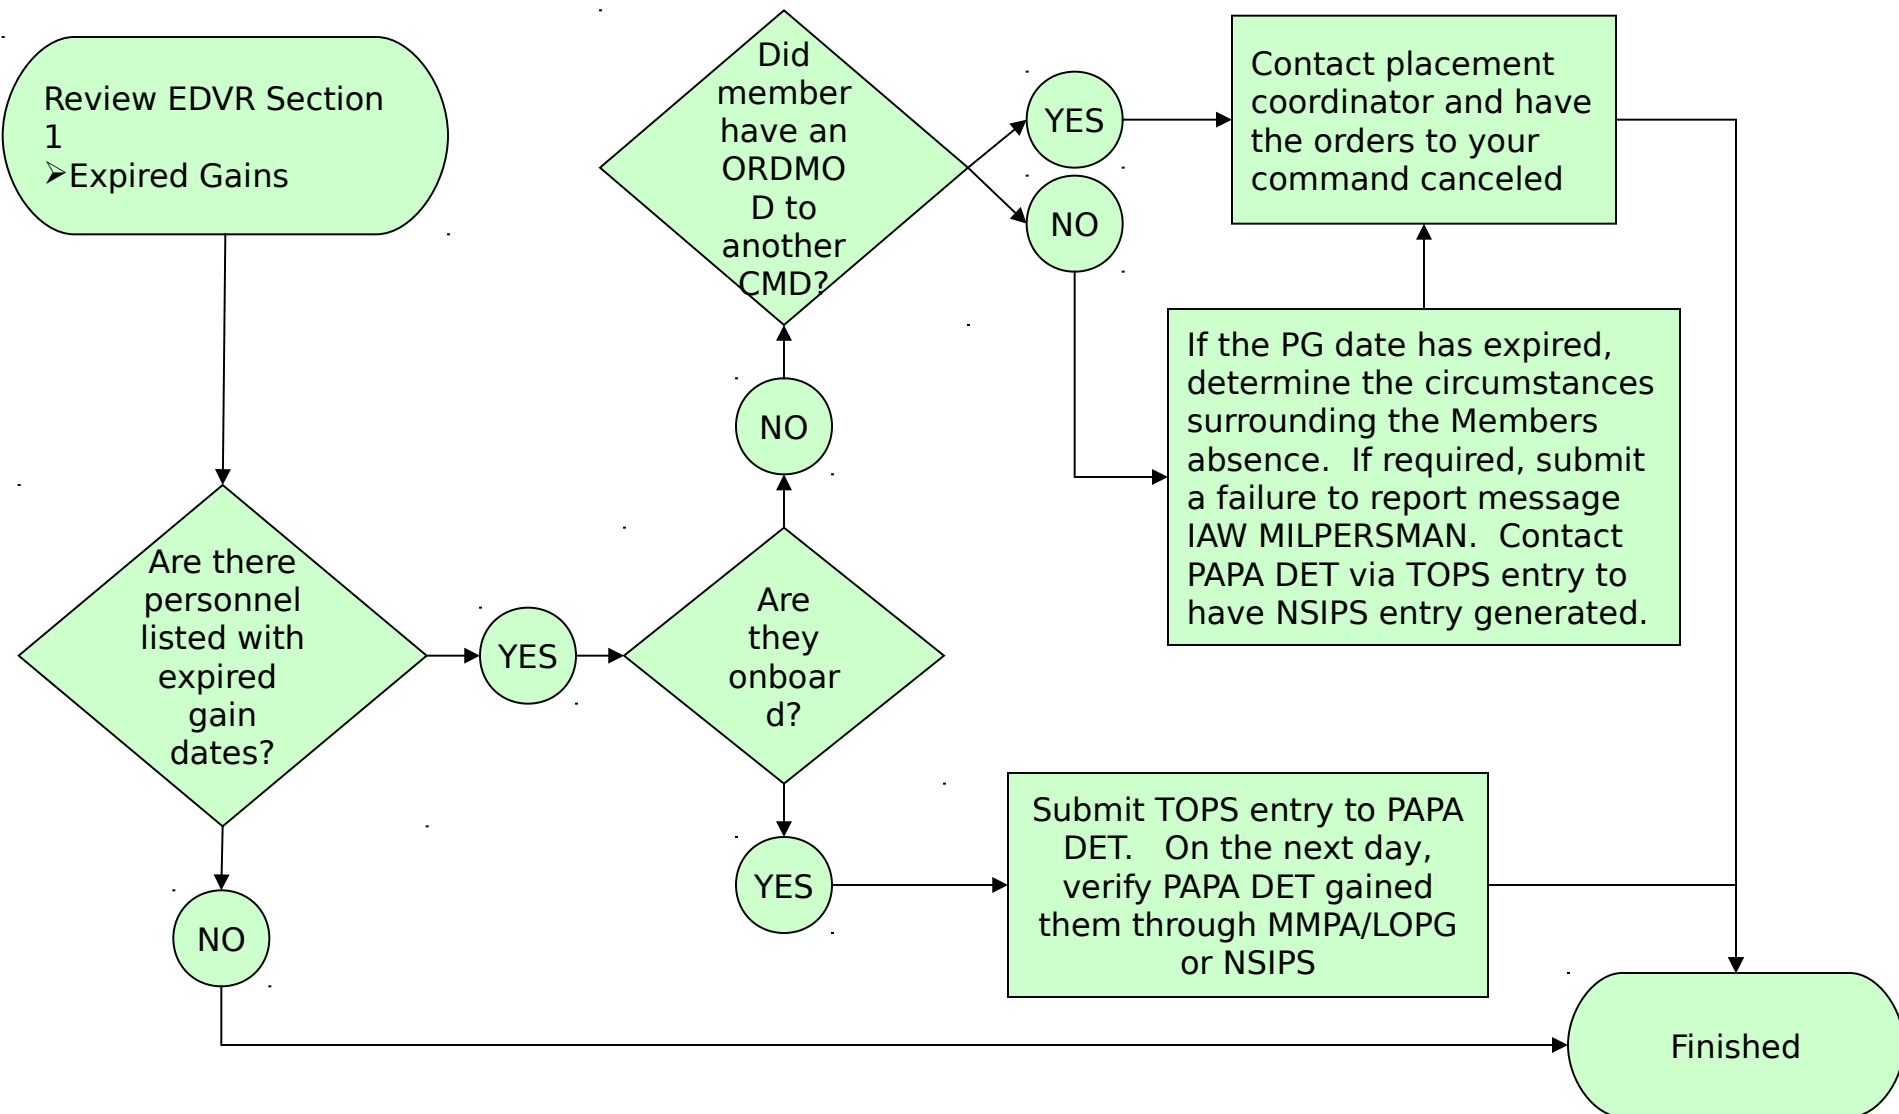 Review EDVR Section
1
➢Expired Gains
Are there
personnel
listed with
expired
gain
dates?
NO
YES
Are
they
onboar
d?
NO
YES
Did
member
have an
ORDMO
D to
another
CMD?
YES
NO
Contact placement
coordinator and have
the orders to your
command canceled
If the PG date has expired,
determine the circumstances
surrounding the Members
absence.  If required, submit
a failure to report message
IAW MILPERSMAN.  Contact
PAPA DET via TOPS entry to
have NSIPS entry generated.
Submit TOPS entry to PAPA
DET.   On the next day,
verify PAPA DET gained
them through MMPA/LOPG
or NSIPS
Finished